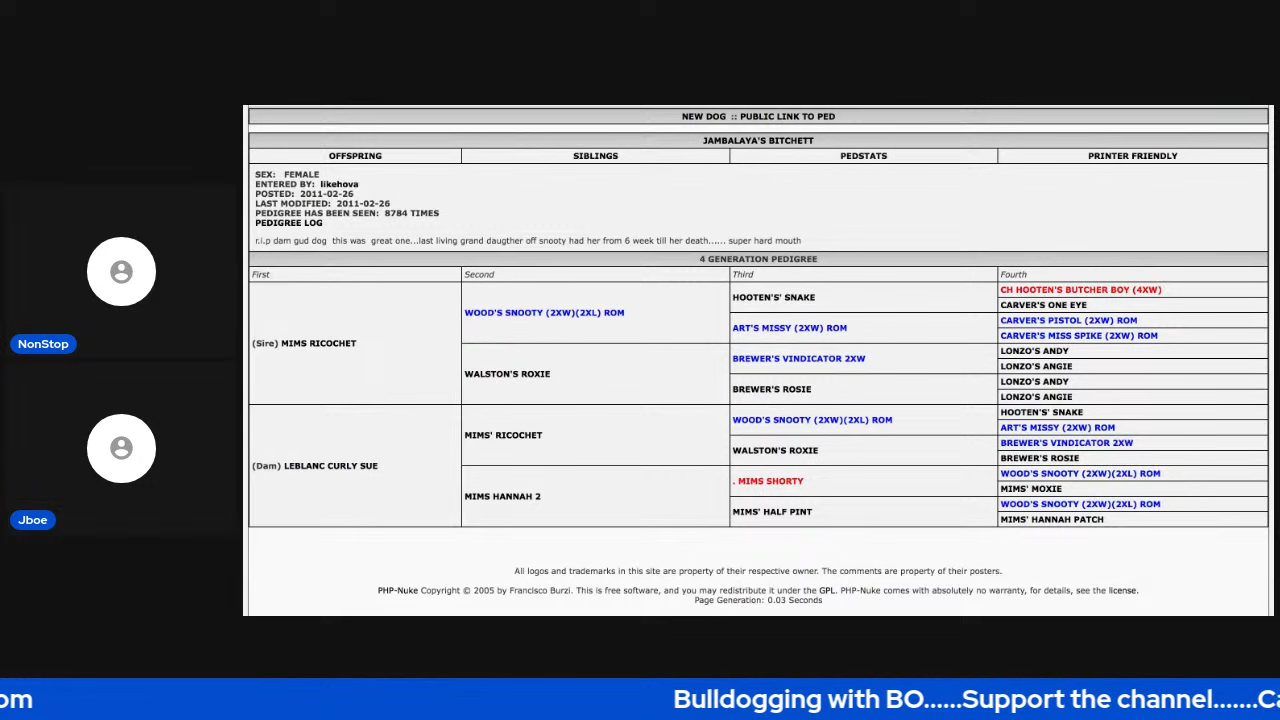 NEW DOG :: PUBLIC LINK TO PED
JAMBALAYA'S BITCHETT
OFFSPRING SIBLINGS PEDSTATS PRINTER FRIENDLY
SEX: FEMALE
ENTERED BY: likehova
POSTED: 2011-02-26
LAST MODIFIED: 2011-02-26
PEDIGREE HAS BEEN SEEN: 8784 TIMES
PEDIGREE LOG
r.i.p dam gud dog this was great one...last living grand daugther off snooty had her from 6 week till her death...... super hard mouth
4 GENERATION PEDIGREE
First Second Third Fourth
(Sire) MIMS RICOCHET
WOOD'S SNOOTY (2XW)(2XL) ROM
HOOTEN'S' SNAKE
CH HOOTEN'S BUTCHER BOY (4XW)
CARVER'S ONE EYE
ART'S MISSY (2XW) ROM
CARVER'S PISTOL (2XW) ROM
CARVER'S MISS SPIKE (2XW) ROM
WALSTON'S ROXIE
BREWER'S VINDICATOR 2XW
LONZO'S ANDY
LONZO'S ANGIE
BREWER'S ROSIE
LONZO'S ANDY
LONZO'S ANGIE
(Dam) LEBLANC CURLY SUE
MIMS' RICOCHET
WOOD'S SNOOTY (2XW)(2XL) ROM
HOOTEN'S' SNAKE
ART'S MISSY (2XW) ROM
WALSTON'S ROXIE
BREWER'S VINDICATOR 2XW
BREWER'S ROSIE
MIMS HANNAH 2
. MIMS SHORTY
WOOD'S SNOOTY (2XW)(2XL) ROM
MIMS' MOXIE
MIMS' HALF PINT
WOOD'S SNOOTY (2XW)(2XL) ROM
MIMS' HANNAH PATCH
All logos and trademarks in this site are property of their respective owner. The comments are property of their posters.
PHP-Nuke Copyright © 2005 by Francisco Burzi. This is free software, and you may redistribute it under the GPL. PHP-Nuke comes with absolutely no warranty, for details, see the license.
Page Generation: 0.03 Seconds
NonStop
Jboe
om Bulldogging with BO......Support the channel.......Ca